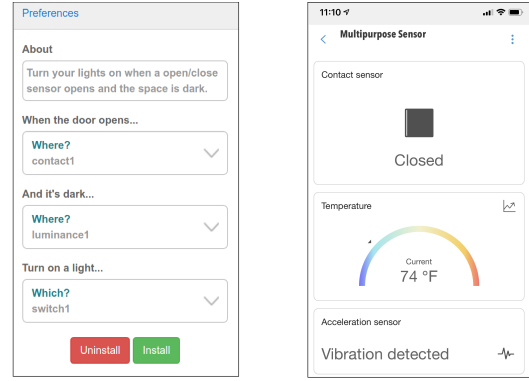 Preferences
About
Turn your lights on when a open/close
sensor opens and the space is dark.
When the door opens...
Where?
contact1
And it's dark...
Where?
luminance1
Turn on a light...
Which?
switch1
Uninstall
Install
11:10
Multipurpose Sensor
Contact sensor
Closed
Temperature
Current
74 °F
Acceleration sensor
Vibration detected